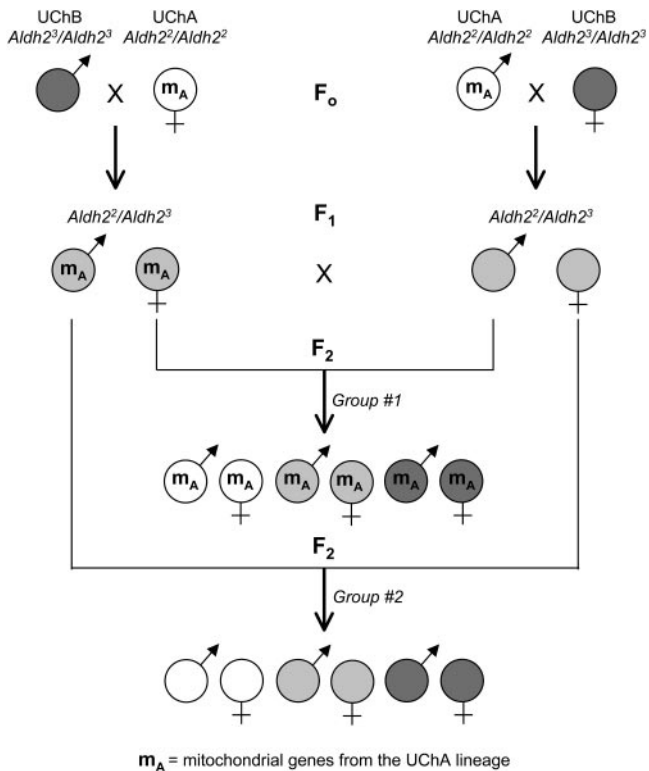 UChB UChA UChA UChB
Aldh2³/Aldh2³ Aldh2²/Aldh2² Aldh2²/Aldh2² Aldh2³/Aldh2³
X mA Fo mA X
Aldh2²/Aldh2³ F1 Aldh2²/Aldh2³
mA mA X
F2
Group #1
mA mA mA mA mA mA
F2
Group #2
mA = mitochondrial genes from the UChA lineage